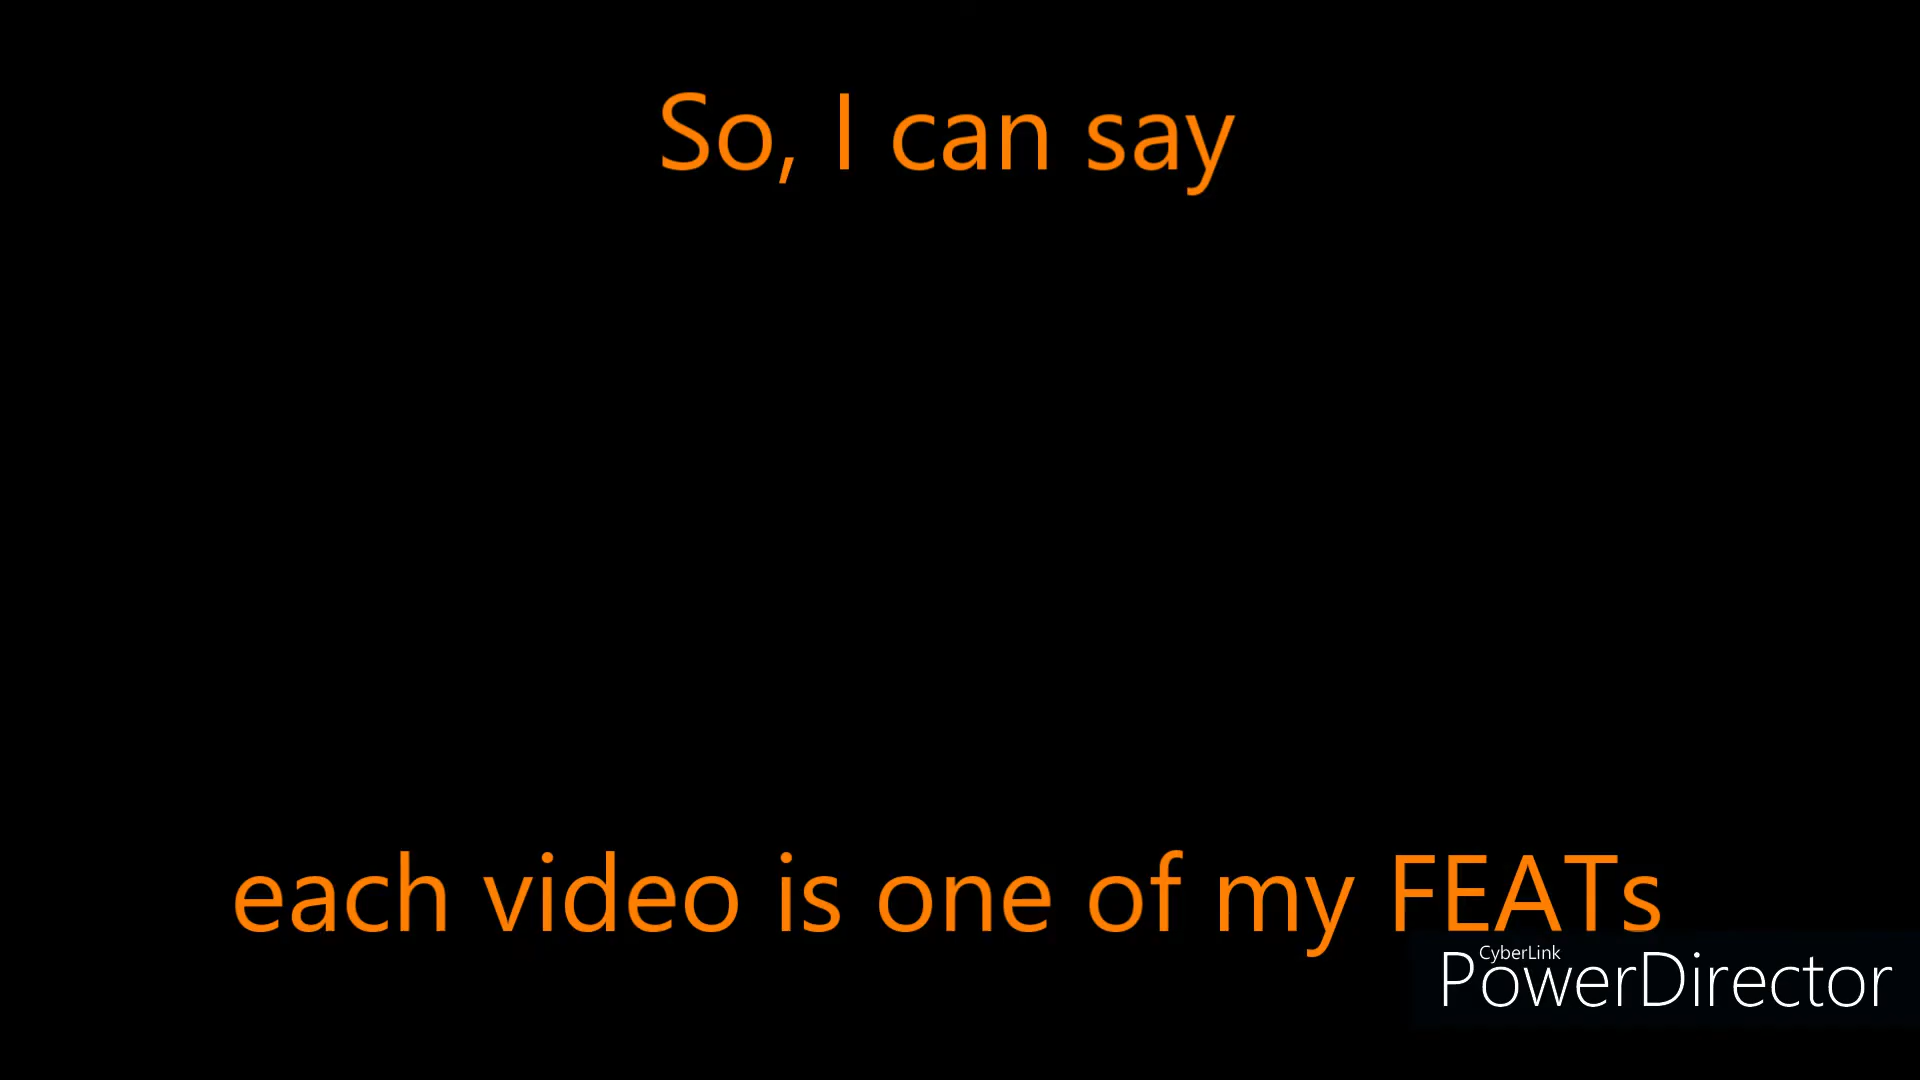 So, I can say
each video is one of my FEATs
CyberLink
PowerDirector